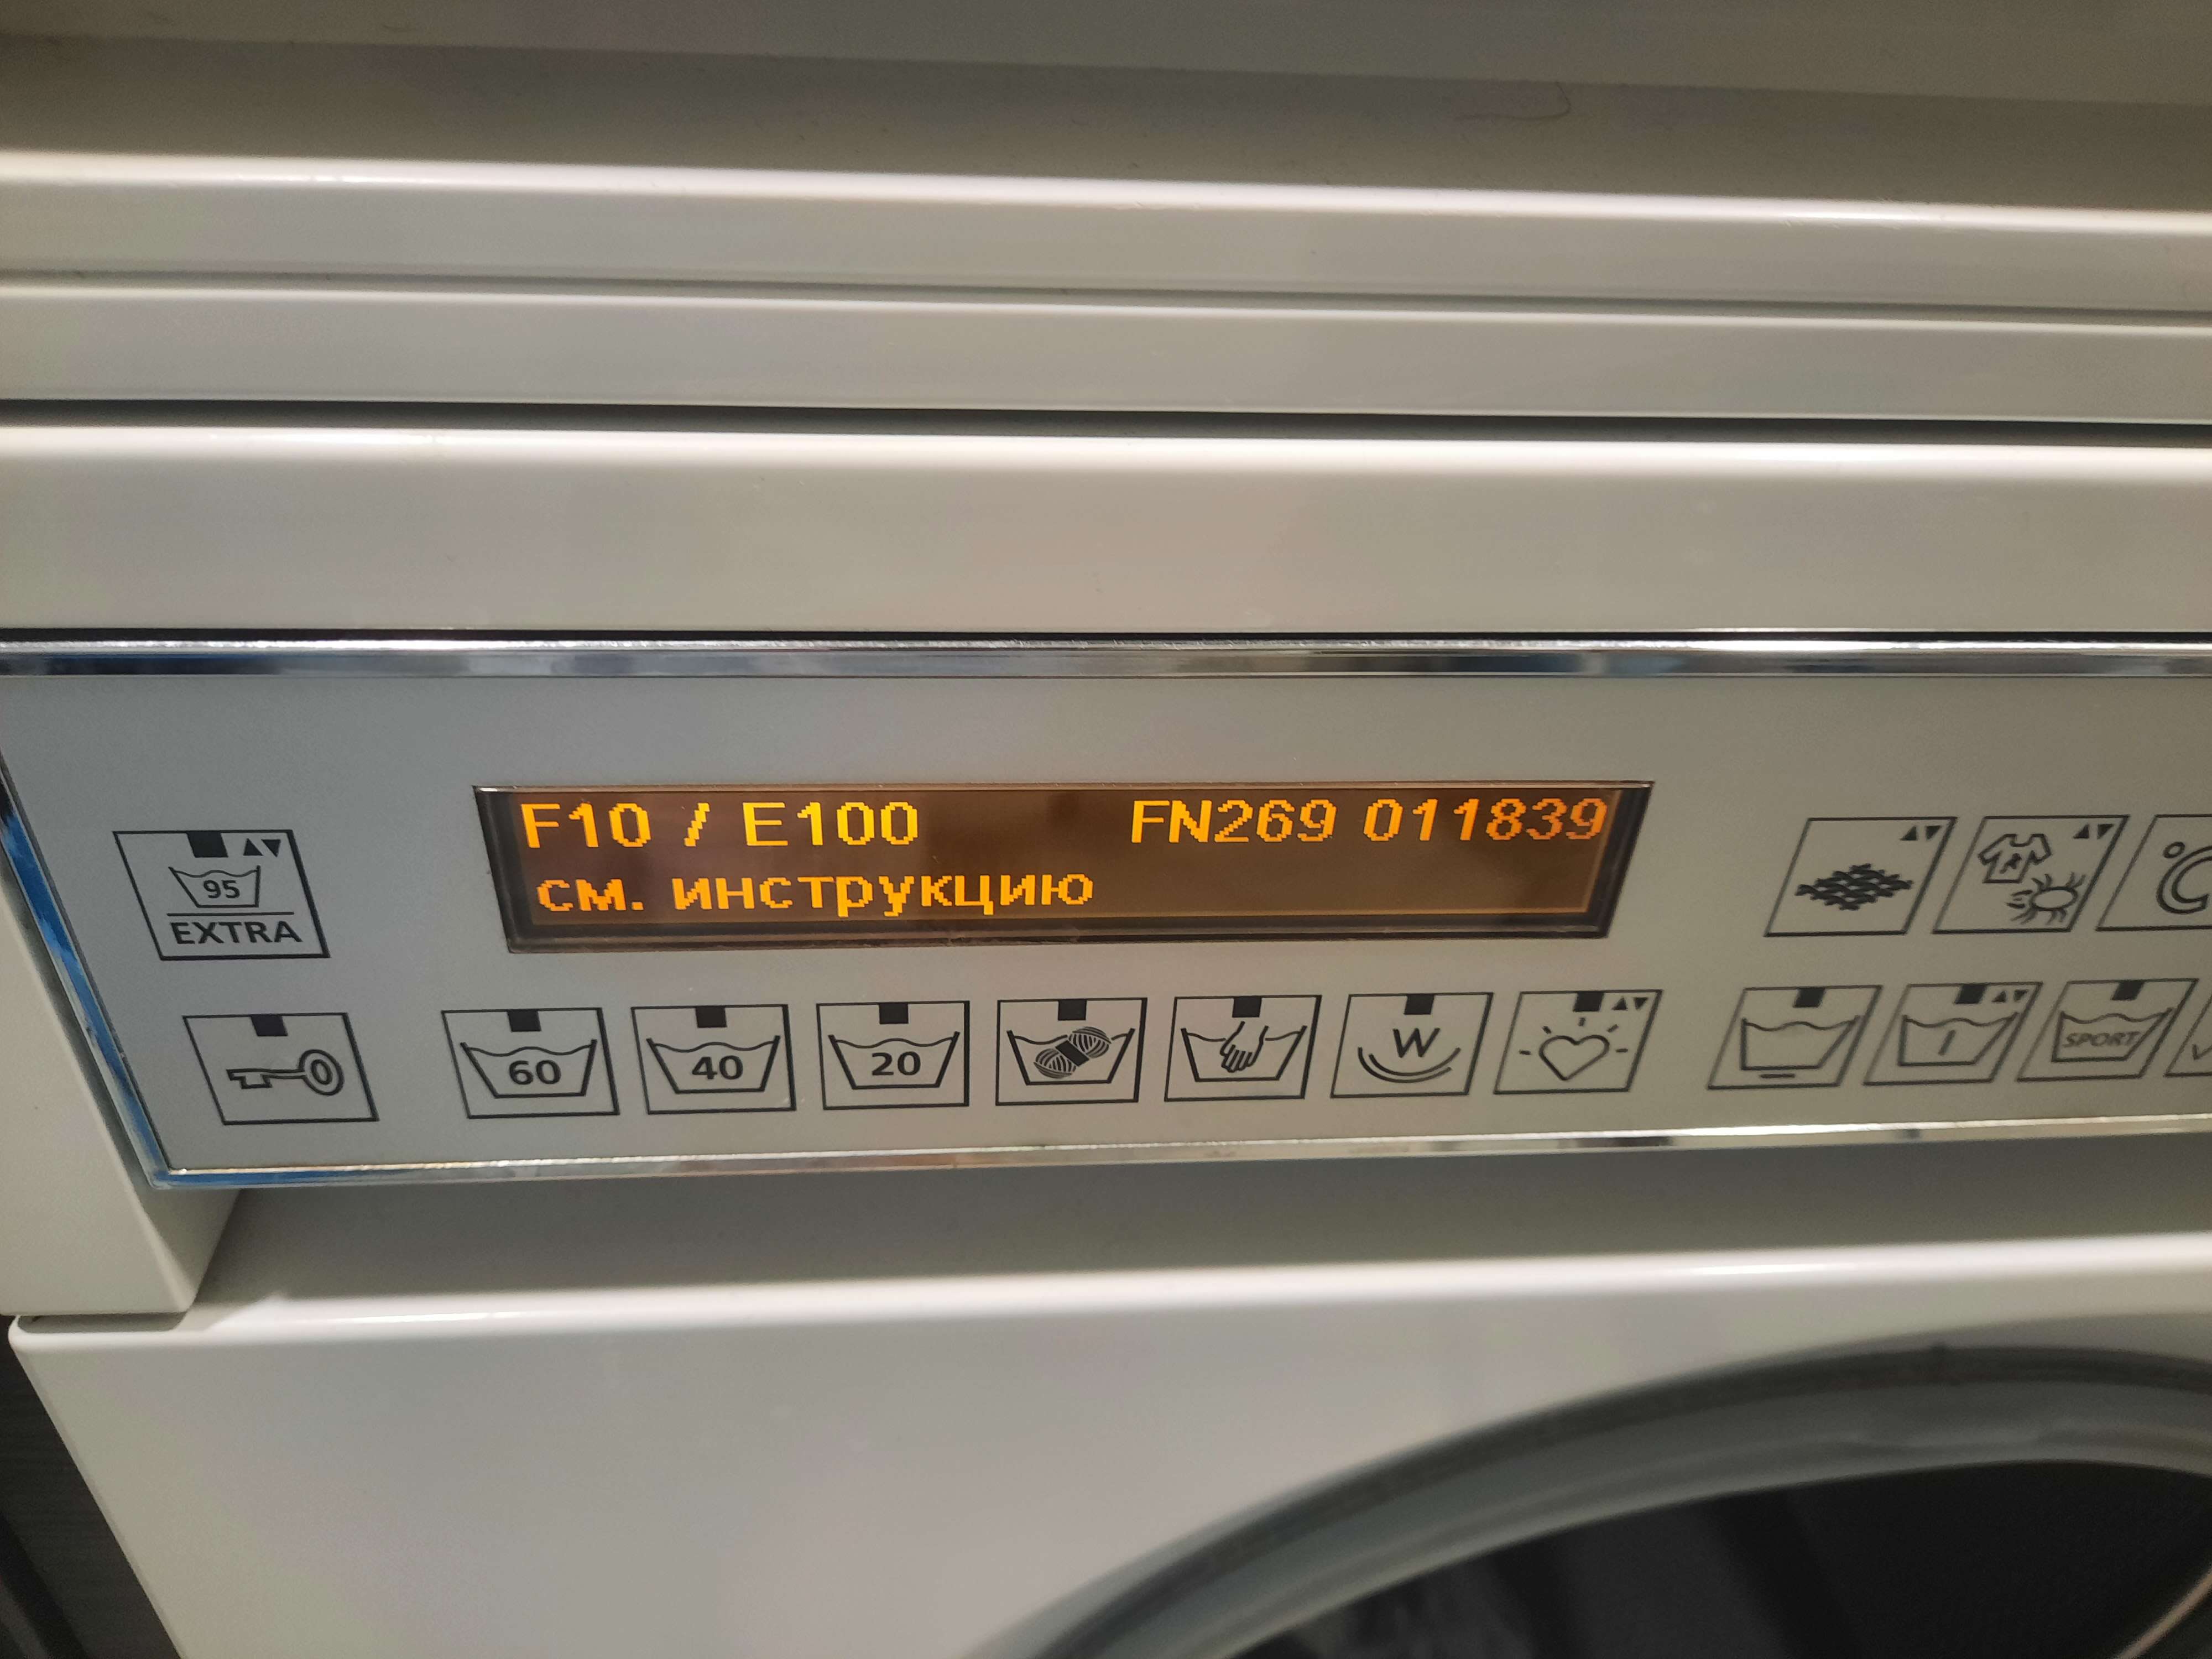 F10 / E100 FN269 011839
см. инструкцию
95
EXTRA
60
40
20
W
SPORT